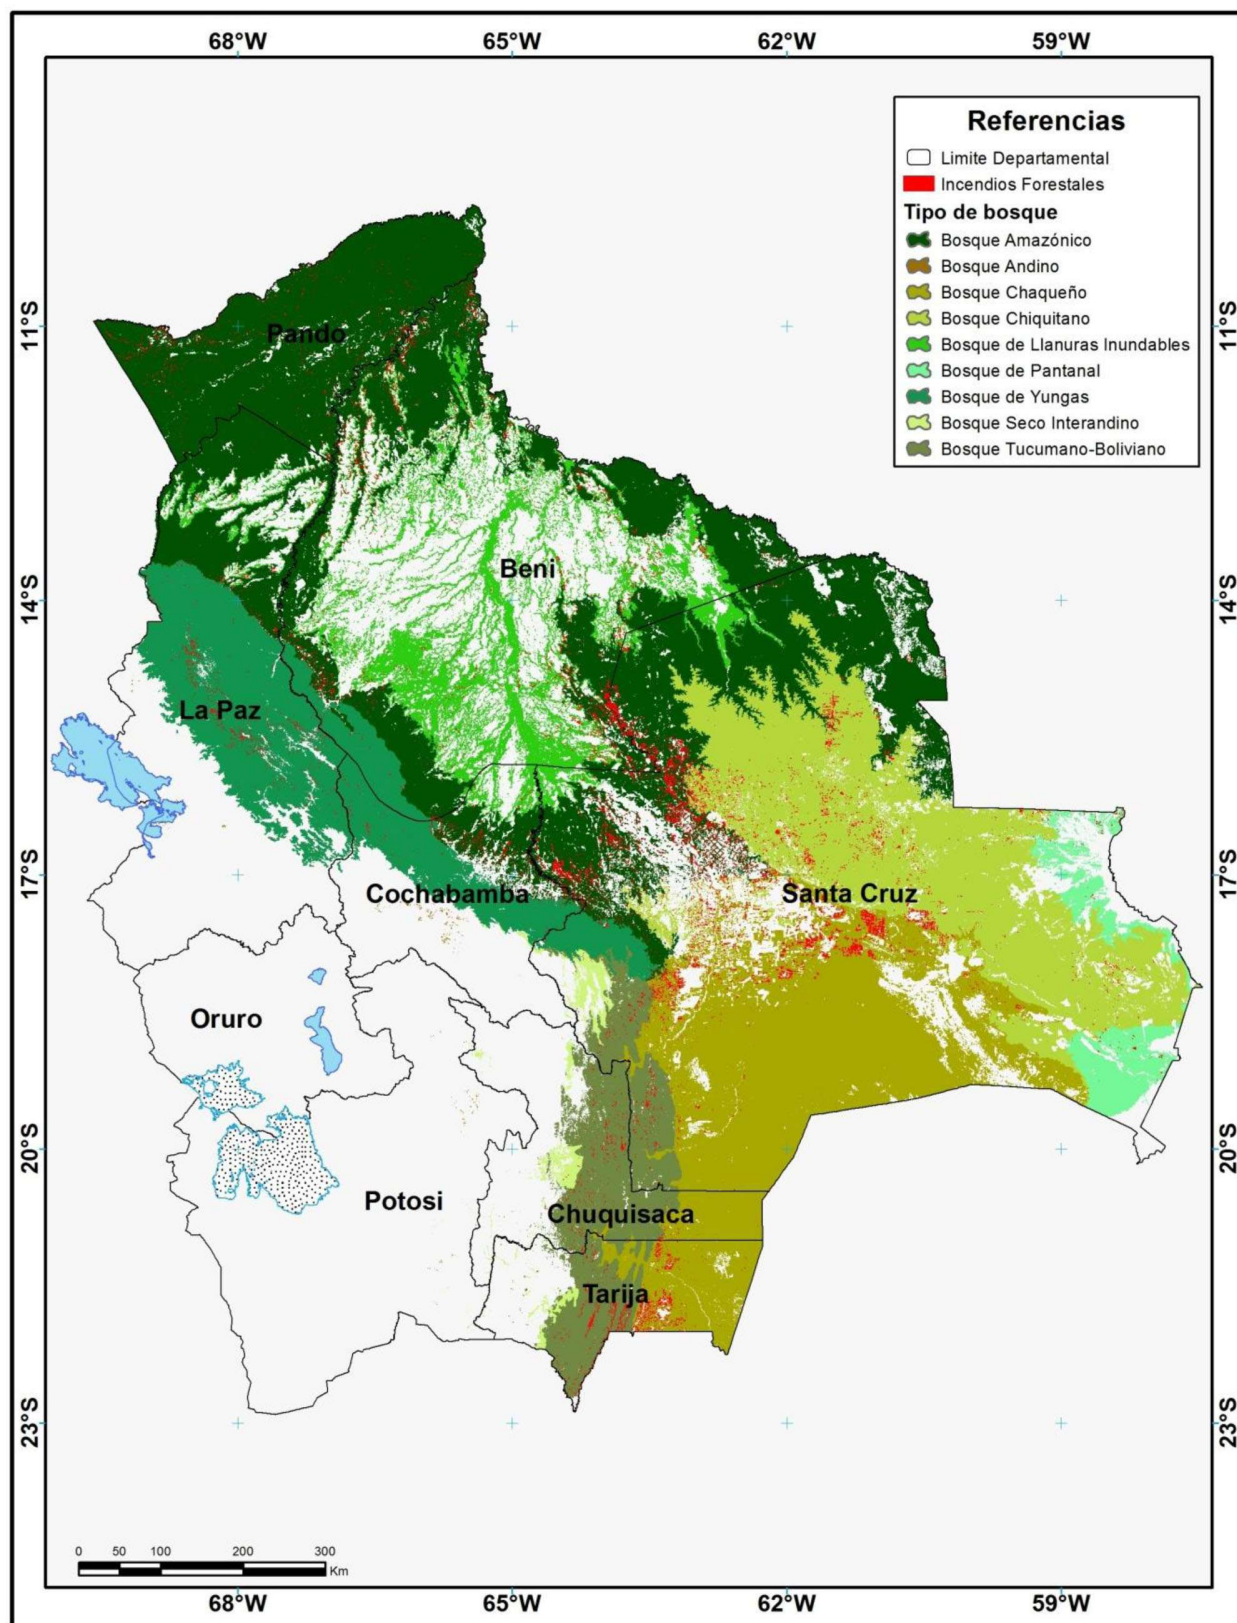 68°W 65°W 62°W 59°W
Referencias
Limite Departamental
Incendios Forestales
Tipo de bosque
Bosque Amazónico
Bosque Andino
Bosque Chaqueño
Bosque Chiquitano
Bosque de Llanuras Inundables
Bosque de Pantanal
Bosque de Yungas
Bosque Seco Interandino
Bosque Tucumano-Boliviano
11°S 11°S
Pando
Beni
14°S 14°S
La Paz
17°S 17°S
Cochabamba Santa Cruz
Oruro
20°S 20°S
Potosi
Chuquisaca
Tarija
23°S 23°S
0 50 100 200 300
Km
68°W 65°W 62°W 59°W